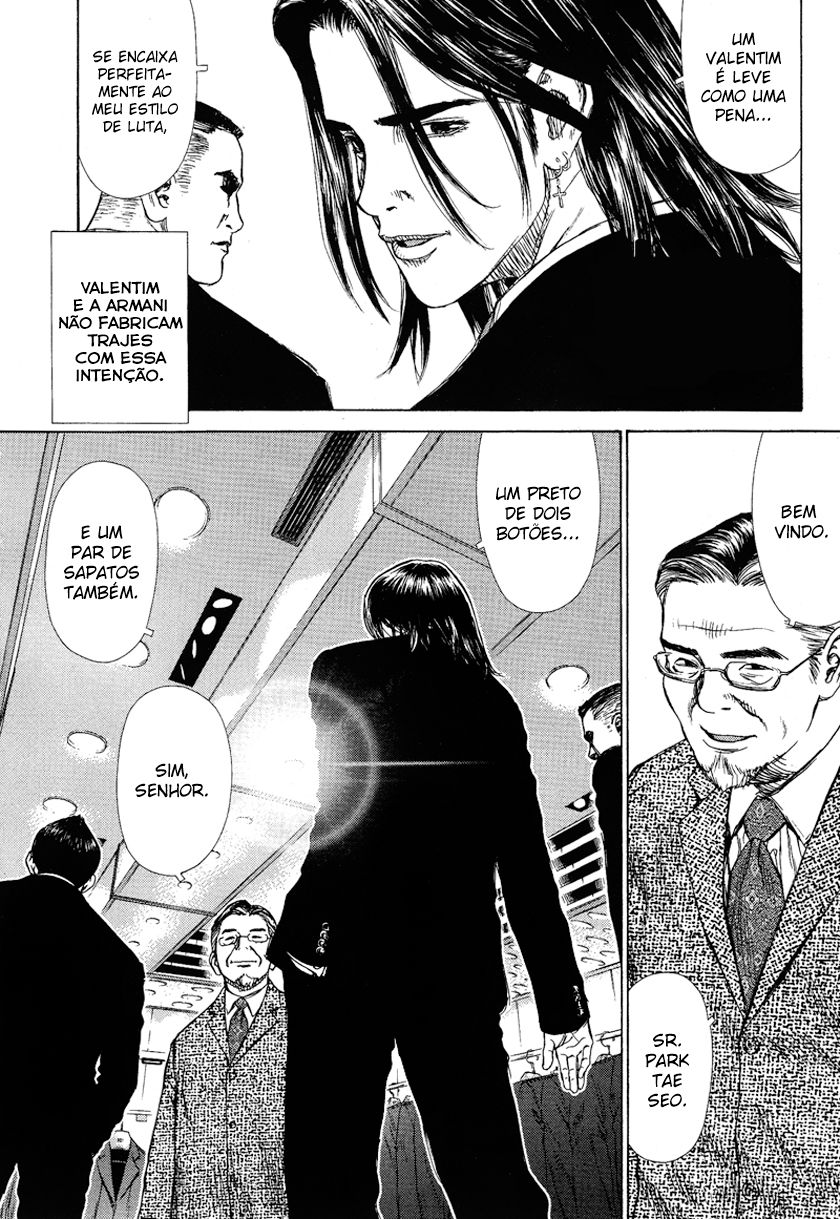 UM
VALENTIM
É LEVE
COMO UMA
PENA...
SE ENCAIXA
PERFEITA-
MENTE AO
MEU ESTILO
DE LUTA,
VALENTIM
E A ARMANI
NÃO FABRICAM
TRAJES
COM ESSA
INTENÇÃO.
BEM
VINDO.
SR.
PARK
TAE
SEO.
UM PRETO
DE DOIS
BOTÕES...
E UM
PAR DE
SAPATOS
TAMBÉM.
SIM,
SENHOR.